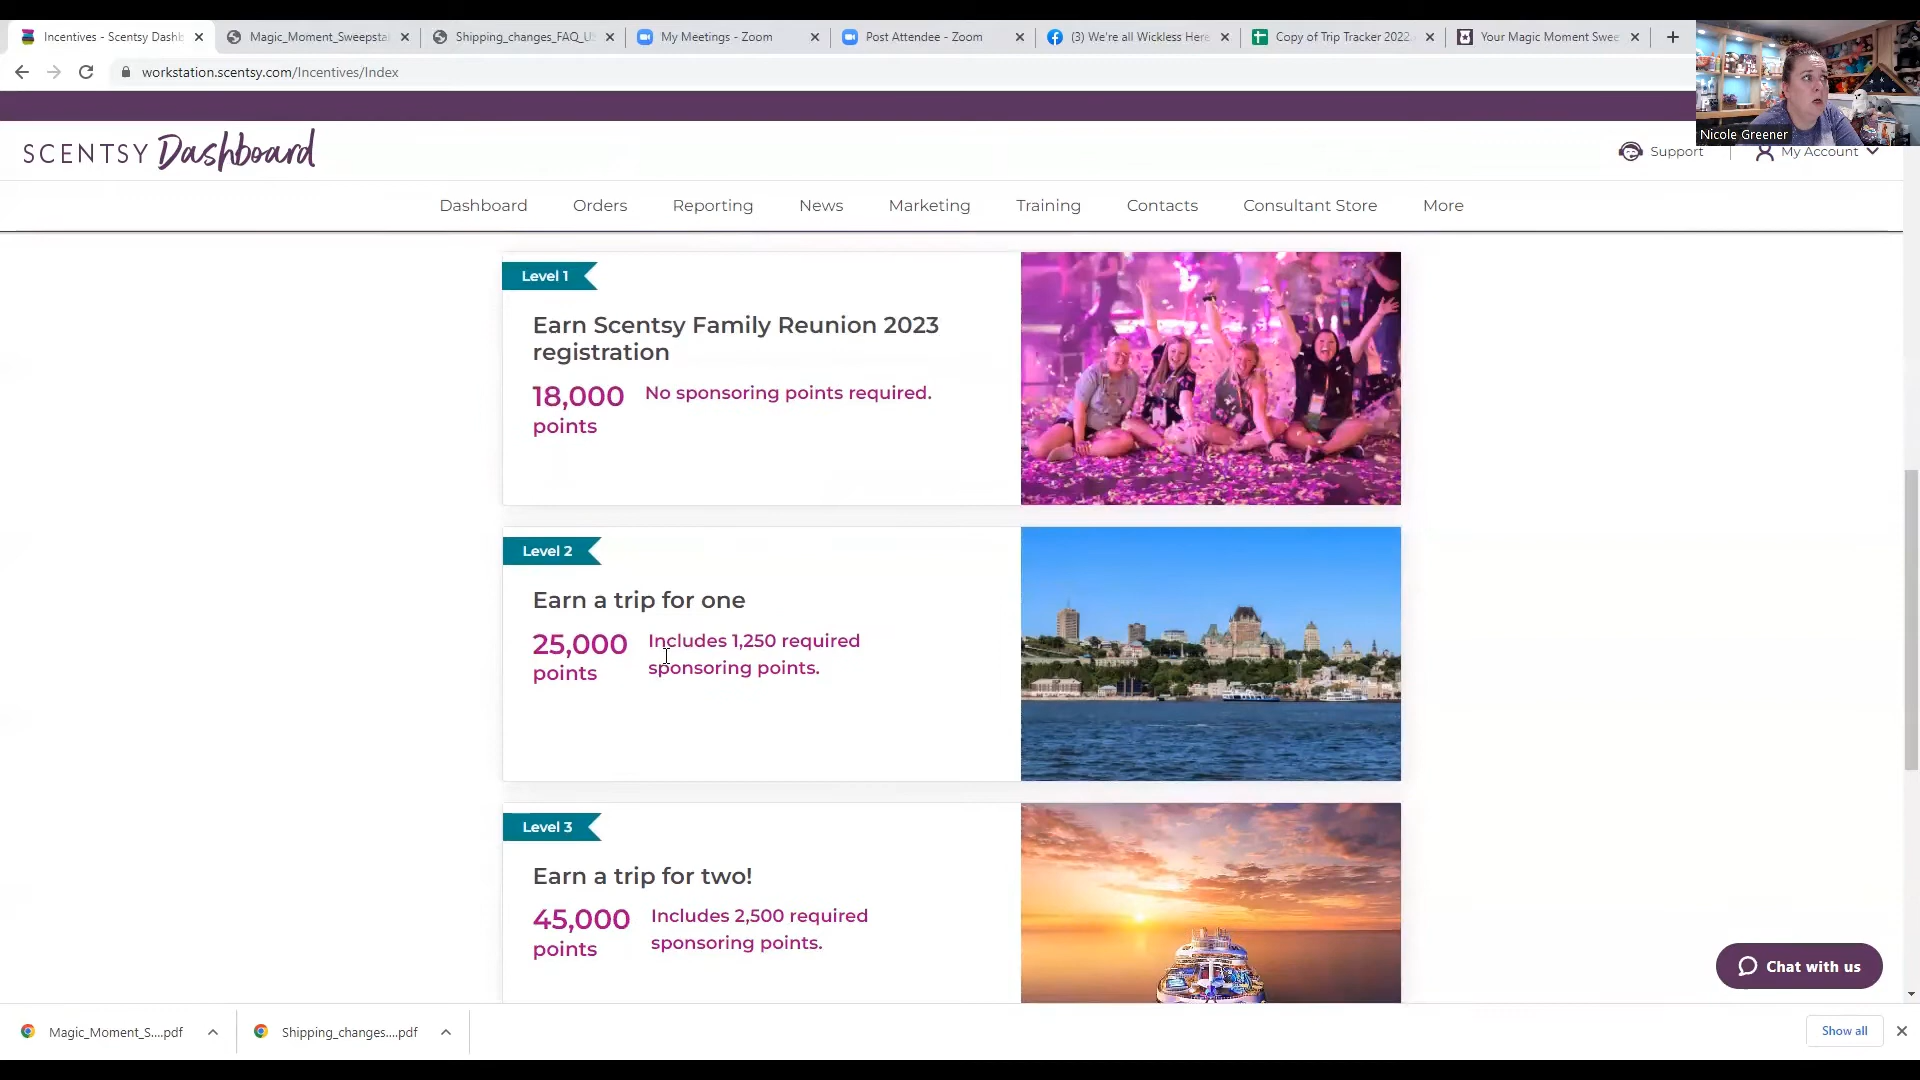 Incentives - Scentsy Dashb
Magic_Moment_Sweepsta
Shipping_changes_FAQ_U
My Meetings - Zoom
Post Attendee - Zoom
(3) We're all Wickless Here
Copy of Trip Tracker 2022
Your Magic Moment Swee
workstation.scentsy.com/Incentives/Index
Nicole Greener
SCENTSY Dashboard
Support
My Account
Dashboard
Orders
Reporting
News
Marketing
Training
Contacts
Consultant Store
More
Level 1
Earn Scentsy Family Reunion 2023
registration
18,000
points
No sponsoring points required.
Level 2
Earn a trip for one
25,000
points
Includes 1,250 required
sponsoring points.
Level 3
Earn a trip for two!
45,000
points
Includes 2,500 required
sponsoring points.
Chat with us
Magic_Moment_S....pdf
Shipping_changes....pdf
Show all